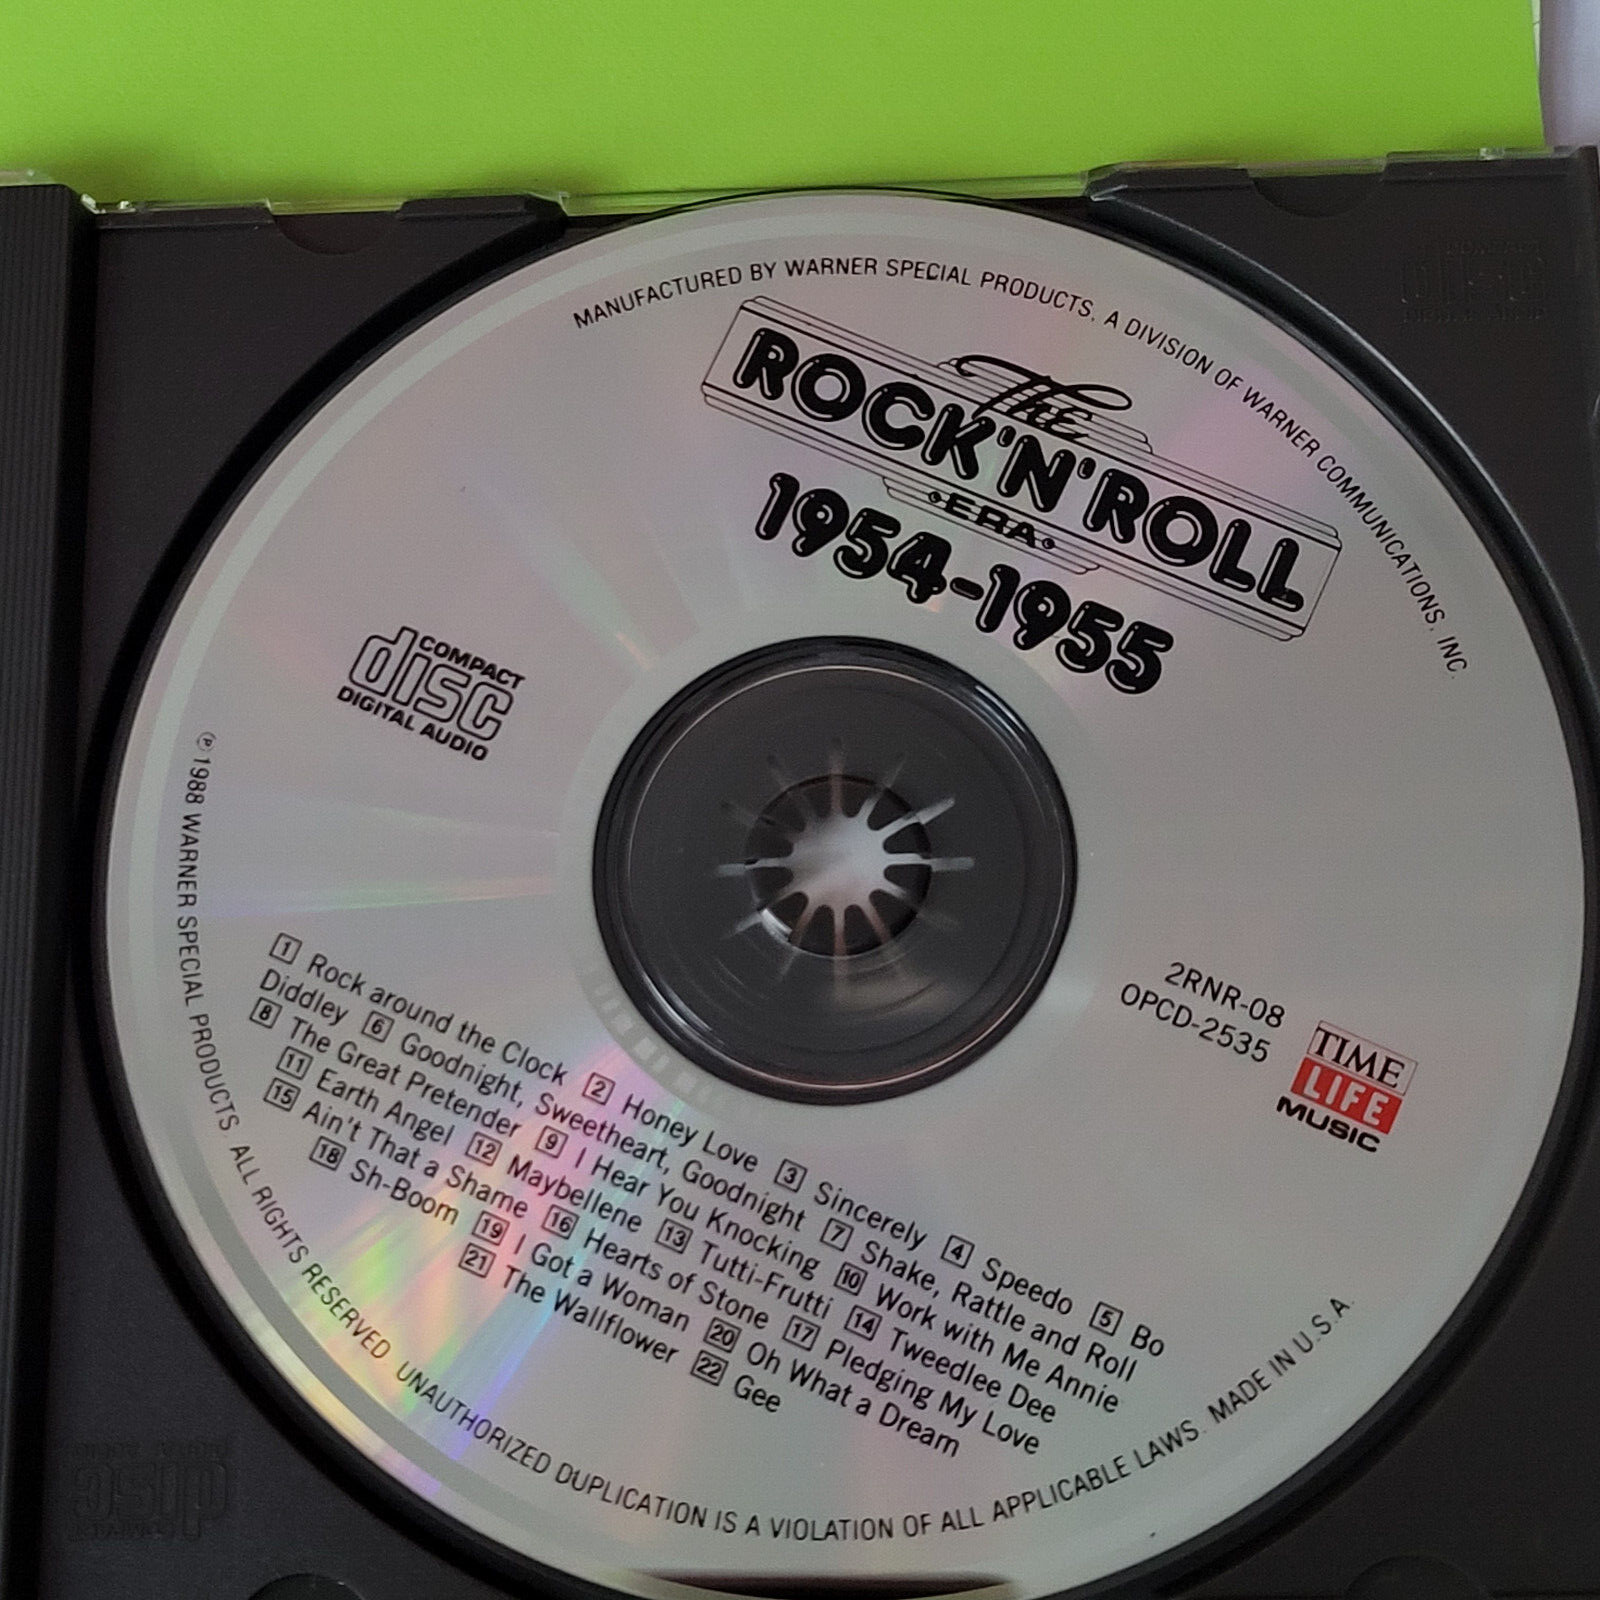 MANUFACTURED BY WARNER SPECIAL PRODUCTS, A DIVISION OF WARNER COMMUNICATIONS, INC.
The
ROCK'N'ROLL
•ERA•
1954-1955
COMPACT
disc
DIGITAL AUDIO
2RNR-08
OPCD-2535
TIME
LIFE
MUSIC
1 Rock around the Clock 2 Honey Love 3 Sincerely 4 Speedo 5 Bo
Diddley 6 Goodnight, Sweetheart, Goodnight 7 Shake, Rattle and Roll
8 The Great Pretender 9 I Hear You Knocking 10 Work with Me Annie
11 Earth Angel 12 Maybellene 13 Tutti-Frutti 14 Tweedlee Dee
15 Ain't That a Shame 16 Hearts of Stone 17 Pledging My Love
18 Sh-Boom 19 I Got a Woman 20 Oh What a Dream
21 The Wallflower 22 Gee
℗ 1988 WARNER SPECIAL PRODUCTS. ALL RIGHTS RESERVED. UNAUTHORIZED DUPLICATION IS A VIOLATION OF ALL APPLICABLE LAWS. MADE IN U.S.A.